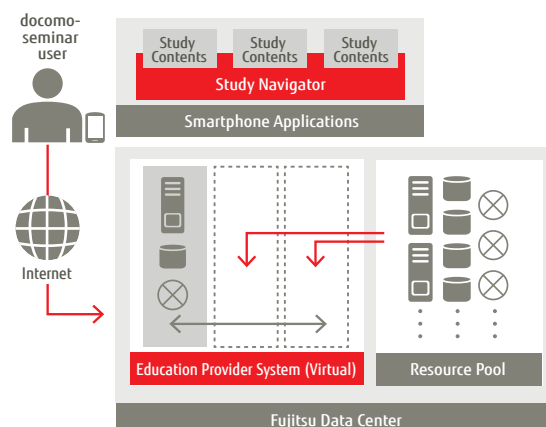 docomo-
seminar
user
Study
Contents
Study
Contents
Study
Contents
Study Navigator
Smartphone Applications
Internet
Education Provider System (Virtual)
Resource Pool
Fujitsu Data Center